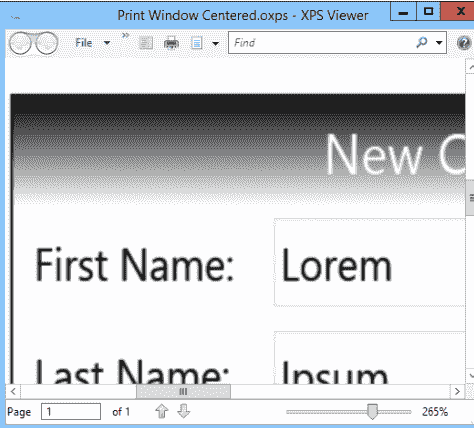 Print Window Centered.oxps - XPS Viewer
File Find
New C
First Name: Lorem
Last Name: Ipsum
Page 1 of 1 265%